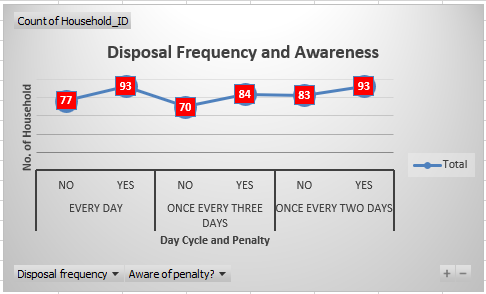 Count of Household_ID
Disposal Frequency and Awareness
No. of Household
77
93
70
84
83
93
Total
NO YES NO YES NO YES
EVERY DAY ONCE EVERY THREE DAYS ONCE EVERY TWO DAYS
Day Cycle and Penalty
Disposal frequency Aware of penalty?
+ -